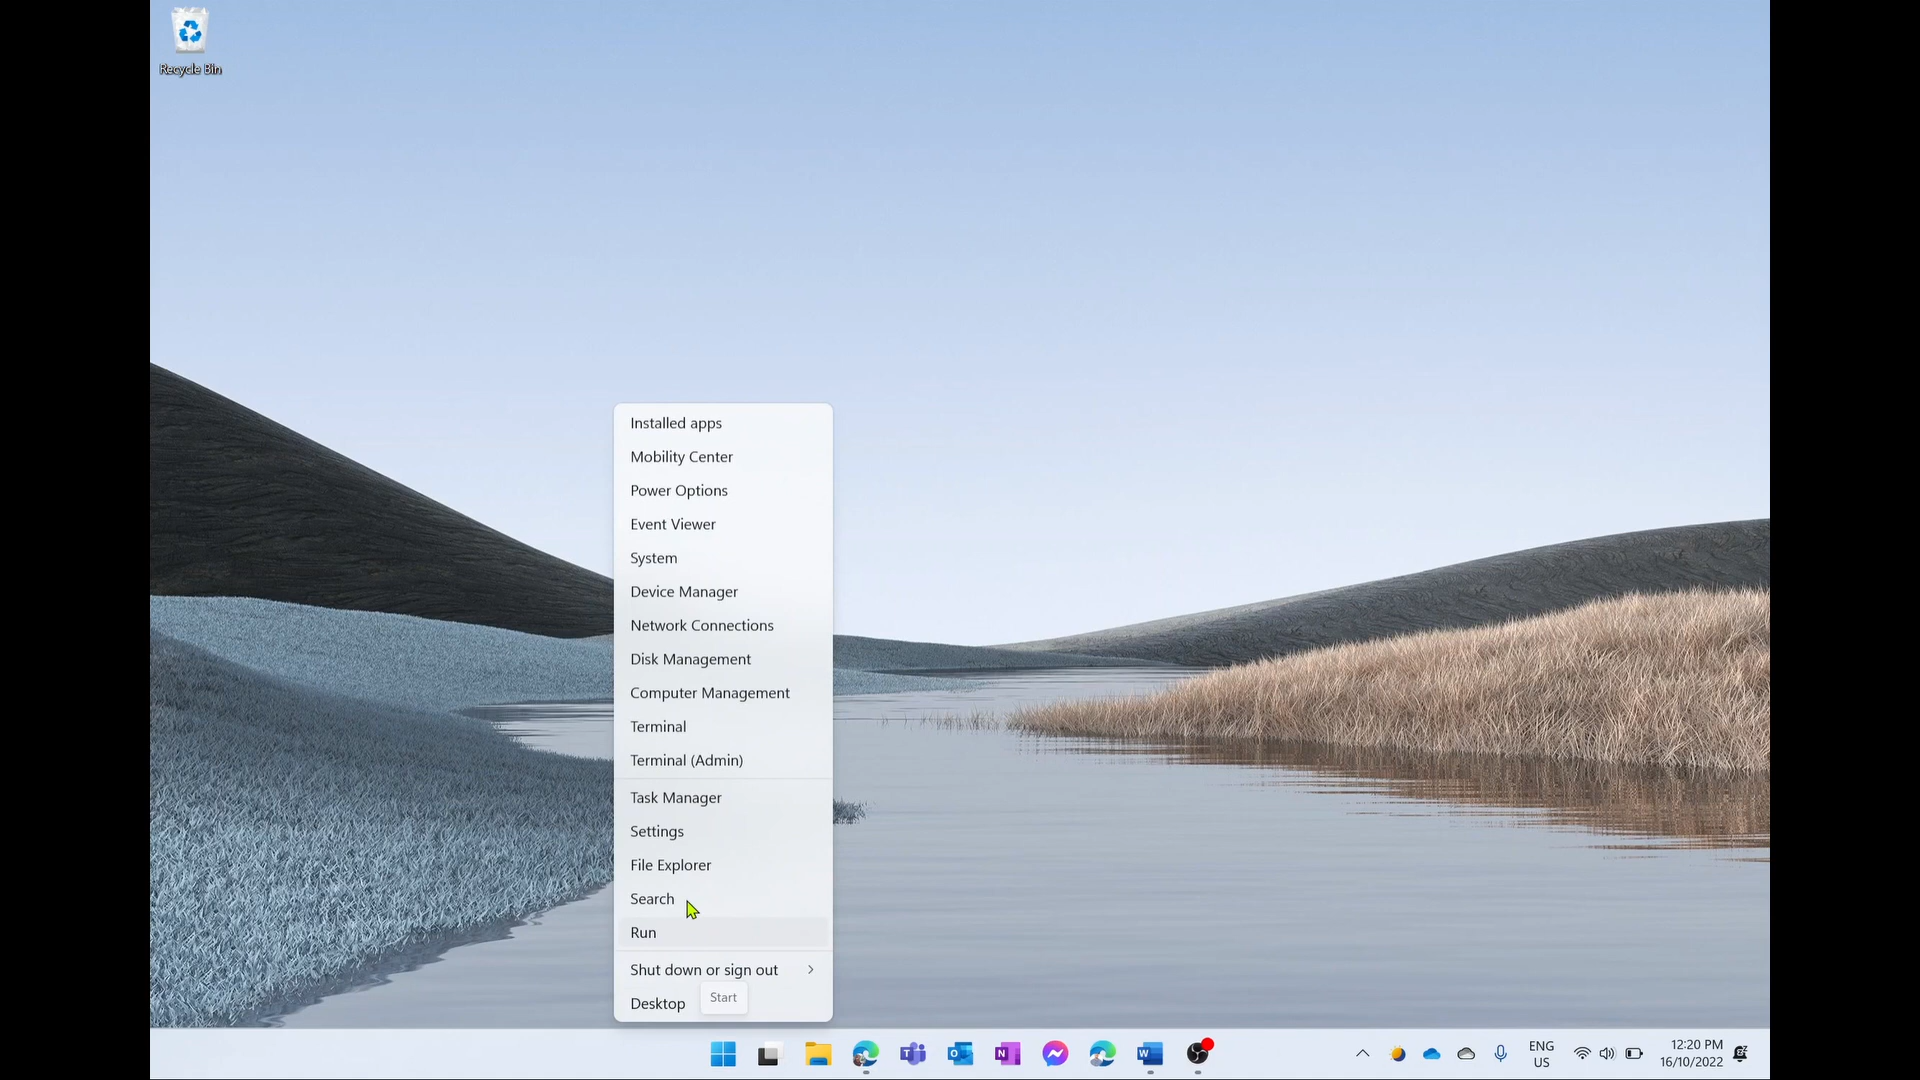 Recycle Bin
Installed apps
Mobility Center
Power Options
Event Viewer
System
Device Manager
Network Connections
Disk Management
Computer Management
Terminal
Terminal (Admin)
Task Manager
Settings
File Explorer
Search
Run
Shut down or sign out
Desktop
Start
ENG
US
12:20 PM
16/10/2022